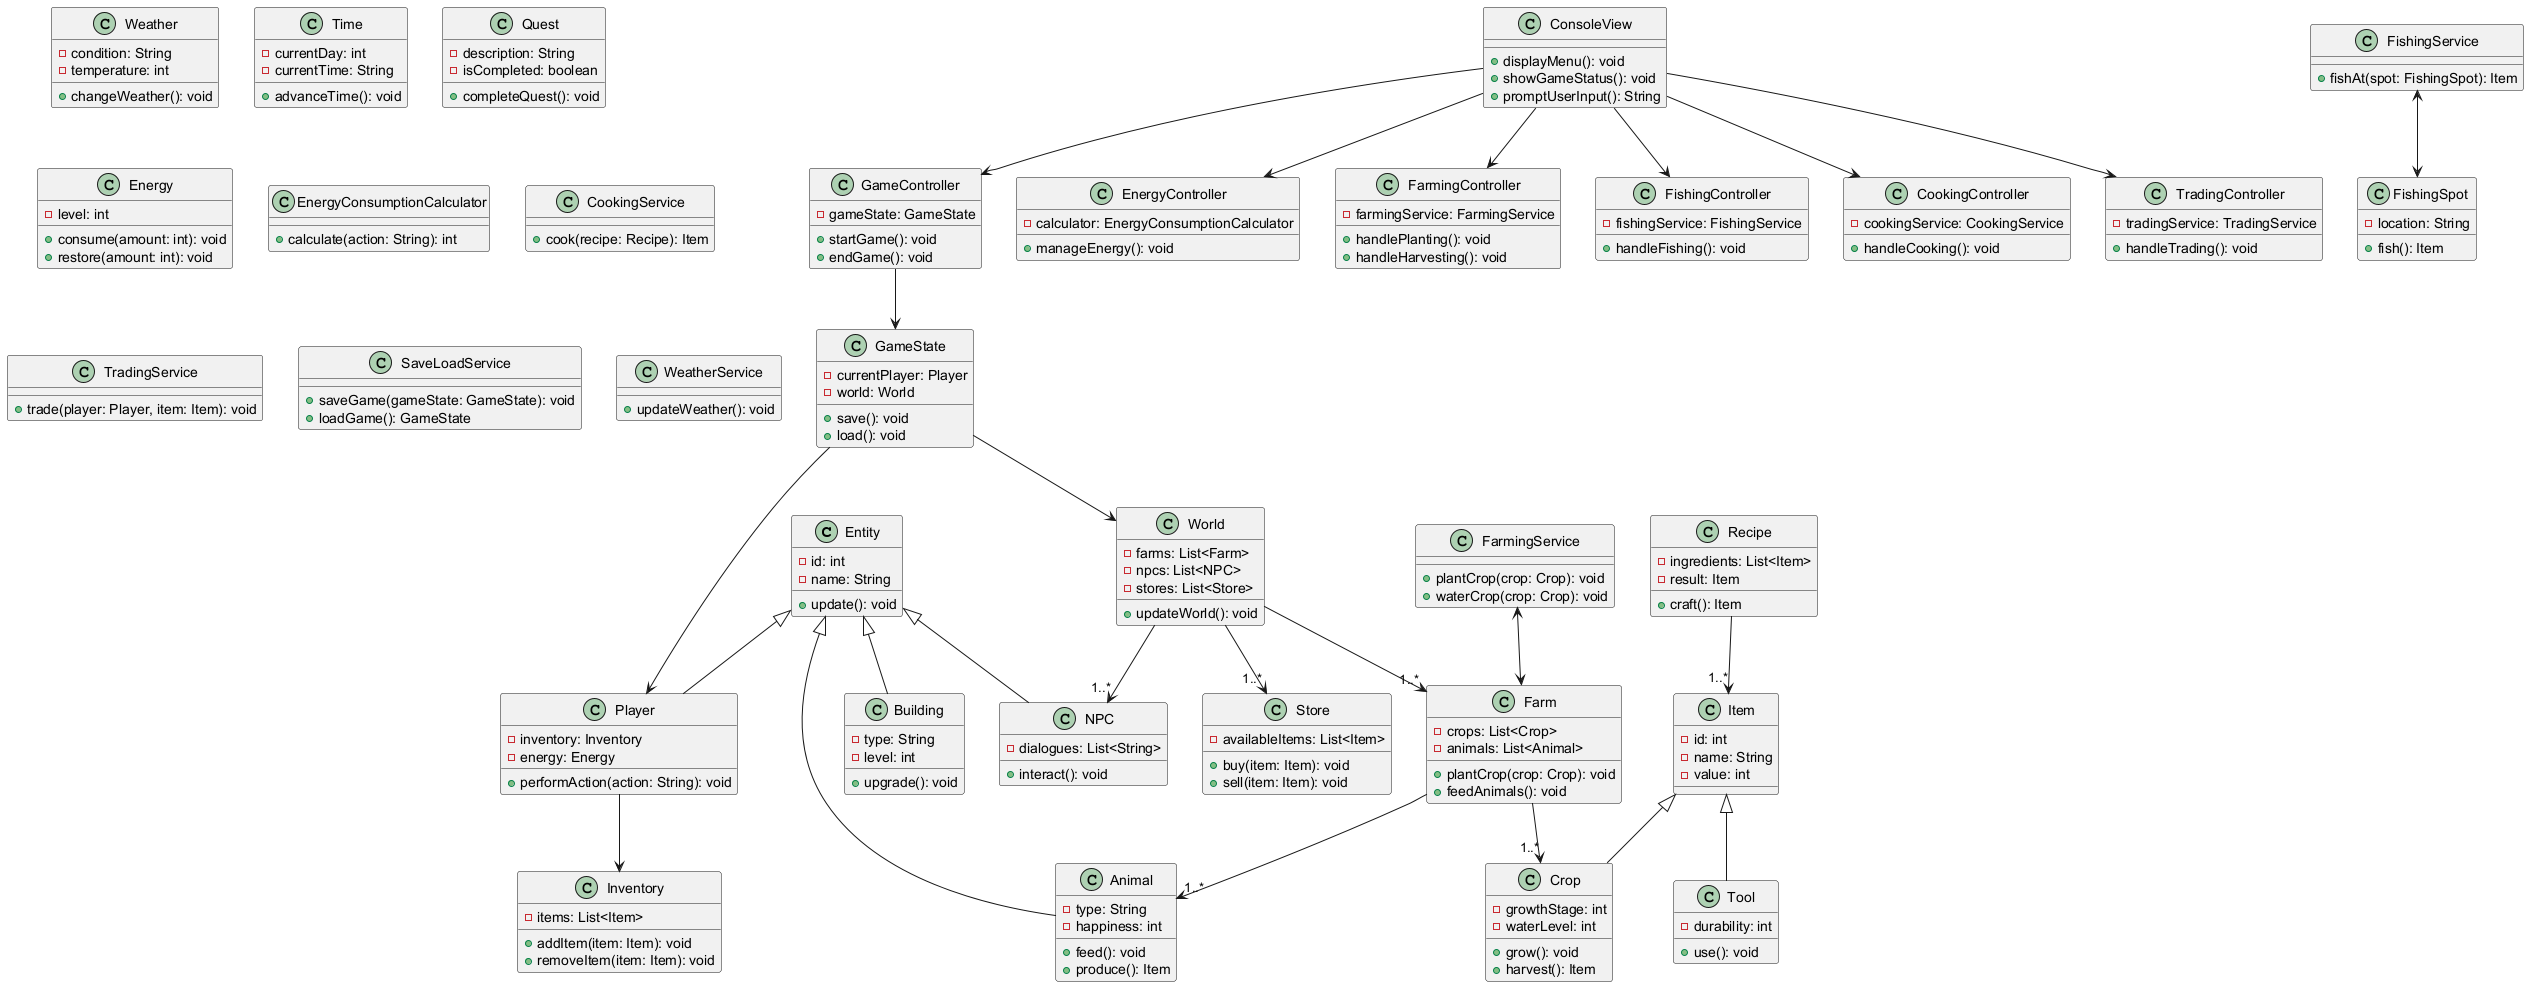 C Weather
condition: String
temperature: int
changeWeather(): void
C Time
currentDay: int
currentTime: String
advanceTime(): void
C Quest
description: String
isCompleted: boolean
completeQuest(): void
C ConsoleView
displayMenu(): void
showGameStatus(): void
promptUserInput(): String
C FishingService
fishAt(spot: FishingSpot): Item
C Energy
level: int
consume(amount: int): void
restore(amount: int): void
C EnergyConsumptionCalculator
calculate(action: String): int
C CookingService
cook(recipe: Recipe): Item
C GameController
gameState: GameState
startGame(): void
endGame(): void
C EnergyController
calculator: EnergyConsumptionCalculator
manageEnergy(): void
C FarmingController
farmingService: FarmingService
handlePlanting(): void
handleHarvesting(): void
C FishingController
fishingService: FishingService
handleFishing(): void
C CookingController
cookingService: CookingService
handleCooking(): void
C TradingController
tradingService: TradingService
handleTrading(): void
C FishingSpot
location: String
fish(): Item
C TradingService
trade(player: Player, item: Item): void
C SaveLoadService
saveGame(gameState: GameState): void
loadGame(): GameState
C WeatherService
updateWeather(): void
C GameState
currentPlayer: Player
world: World
save(): void
load(): void
C Entity
id: int
name: String
update(): void
C World
farms: List<Farm>
npcs: List<NPC>
stores: List<Store>
updateWorld(): void
C FarmingService
plantCrop(crop: Crop): void
waterCrop(crop: Crop): void
C Recipe
ingredients: List<Item>
result: Item
craft(): Item
1..*
1..*
1..*
1..*
C Player
inventory: Inventory
energy: Energy
performAction(action: String): void
C Building
type: String
level: int
upgrade(): void
C NPC
dialogues: List<String>
interact(): void
C Store
availableItems: List<Item>
buy(item: Item): void
sell(item: Item): void
C Farm
crops: List<Crop>
animals: List<Animal>
plantCrop(crop: Crop): void
feedAnimals(): void
C Item
id: int
name: String
value: int
1..*
1..*
C Inventory
items: List<Item>
addItem(item: Item): void
removeItem(item: Item): void
C Animal
type: String
happiness: int
feed(): void
produce(): Item
C Crop
growthStage: int
waterLevel: int
grow(): void
harvest(): Item
C Tool
durability: int
use(): void